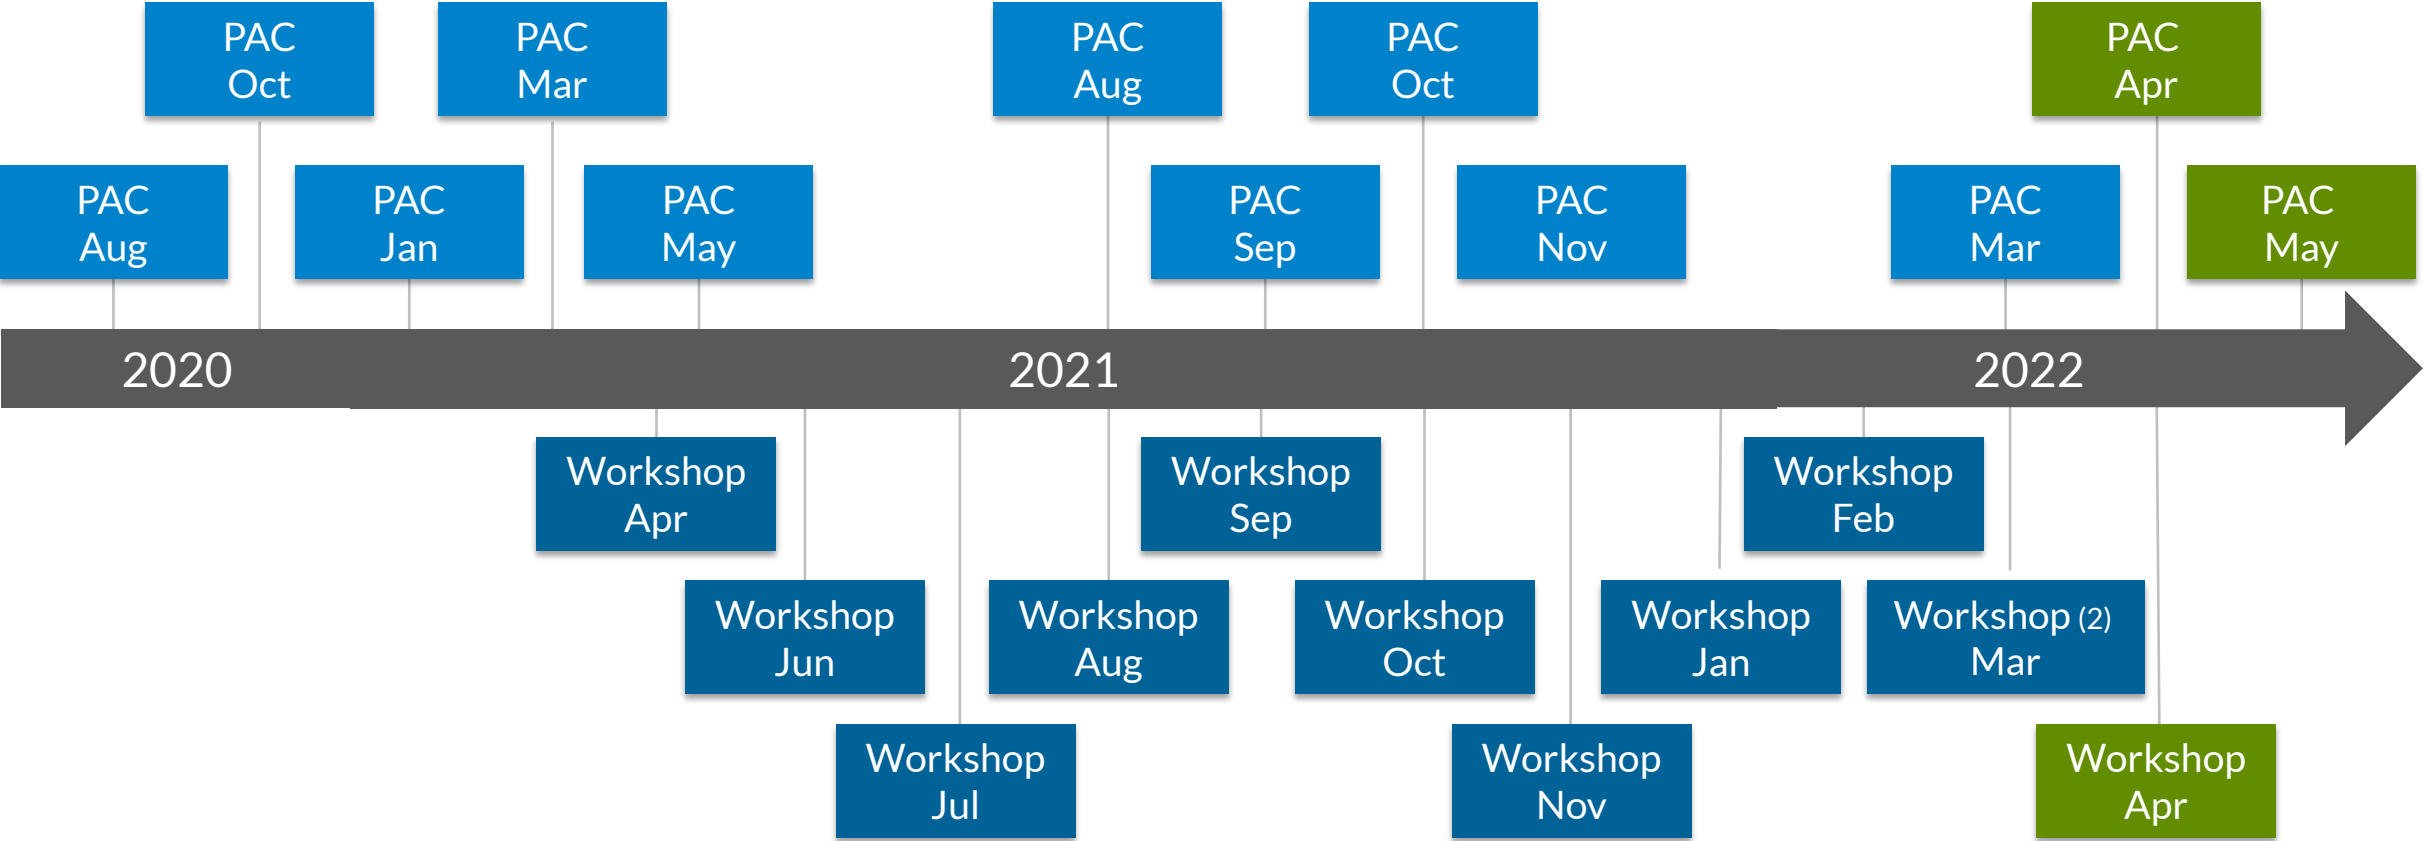 PAC
Oct
PAC
Mar
PAC
Aug
PAC
Oct
PAC
Apr
PAC
Aug
PAC
Jan
PAC
May
PAC
Sep
PAC
Nov
PAC
Mar
PAC
May
2020
2021
2022
Workshop
Apr
Workshop
Sep
Workshop
Feb
Workshop
Jun
Workshop
Aug
Workshop
Oct
Workshop
Jan
Workshop (2)
Mar
Workshop
Jul
Workshop
Nov
Workshop
Apr